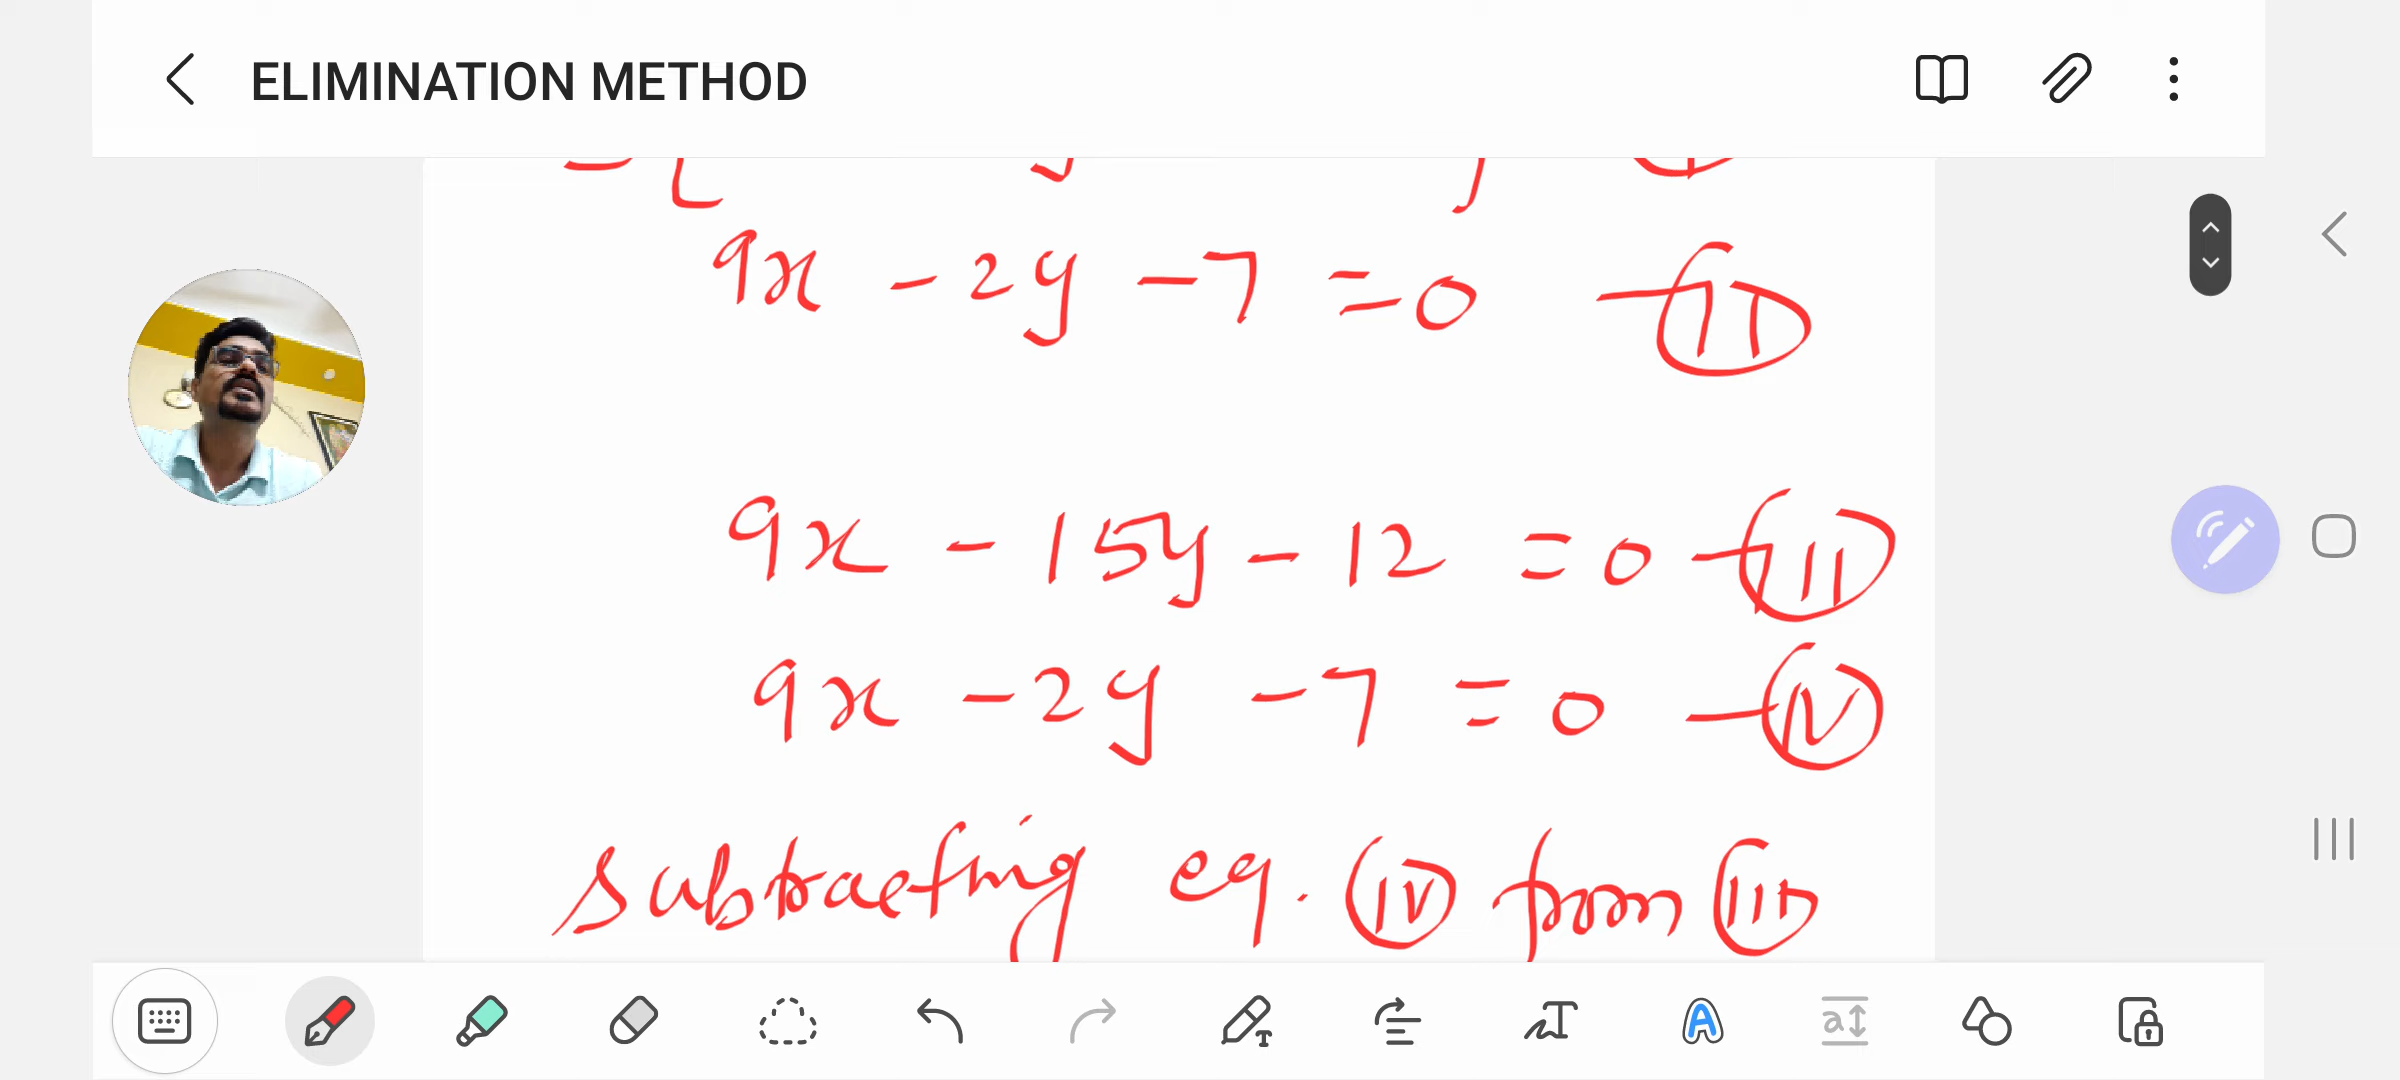 ELIMINATION METHOD
9x - 2y - 7 = 0 - (II)
9x - 15y - 12 = 0 - (III)
9x - 2y - 7 = 0 - (IV)
Subtracting eq. (IV) from (III)